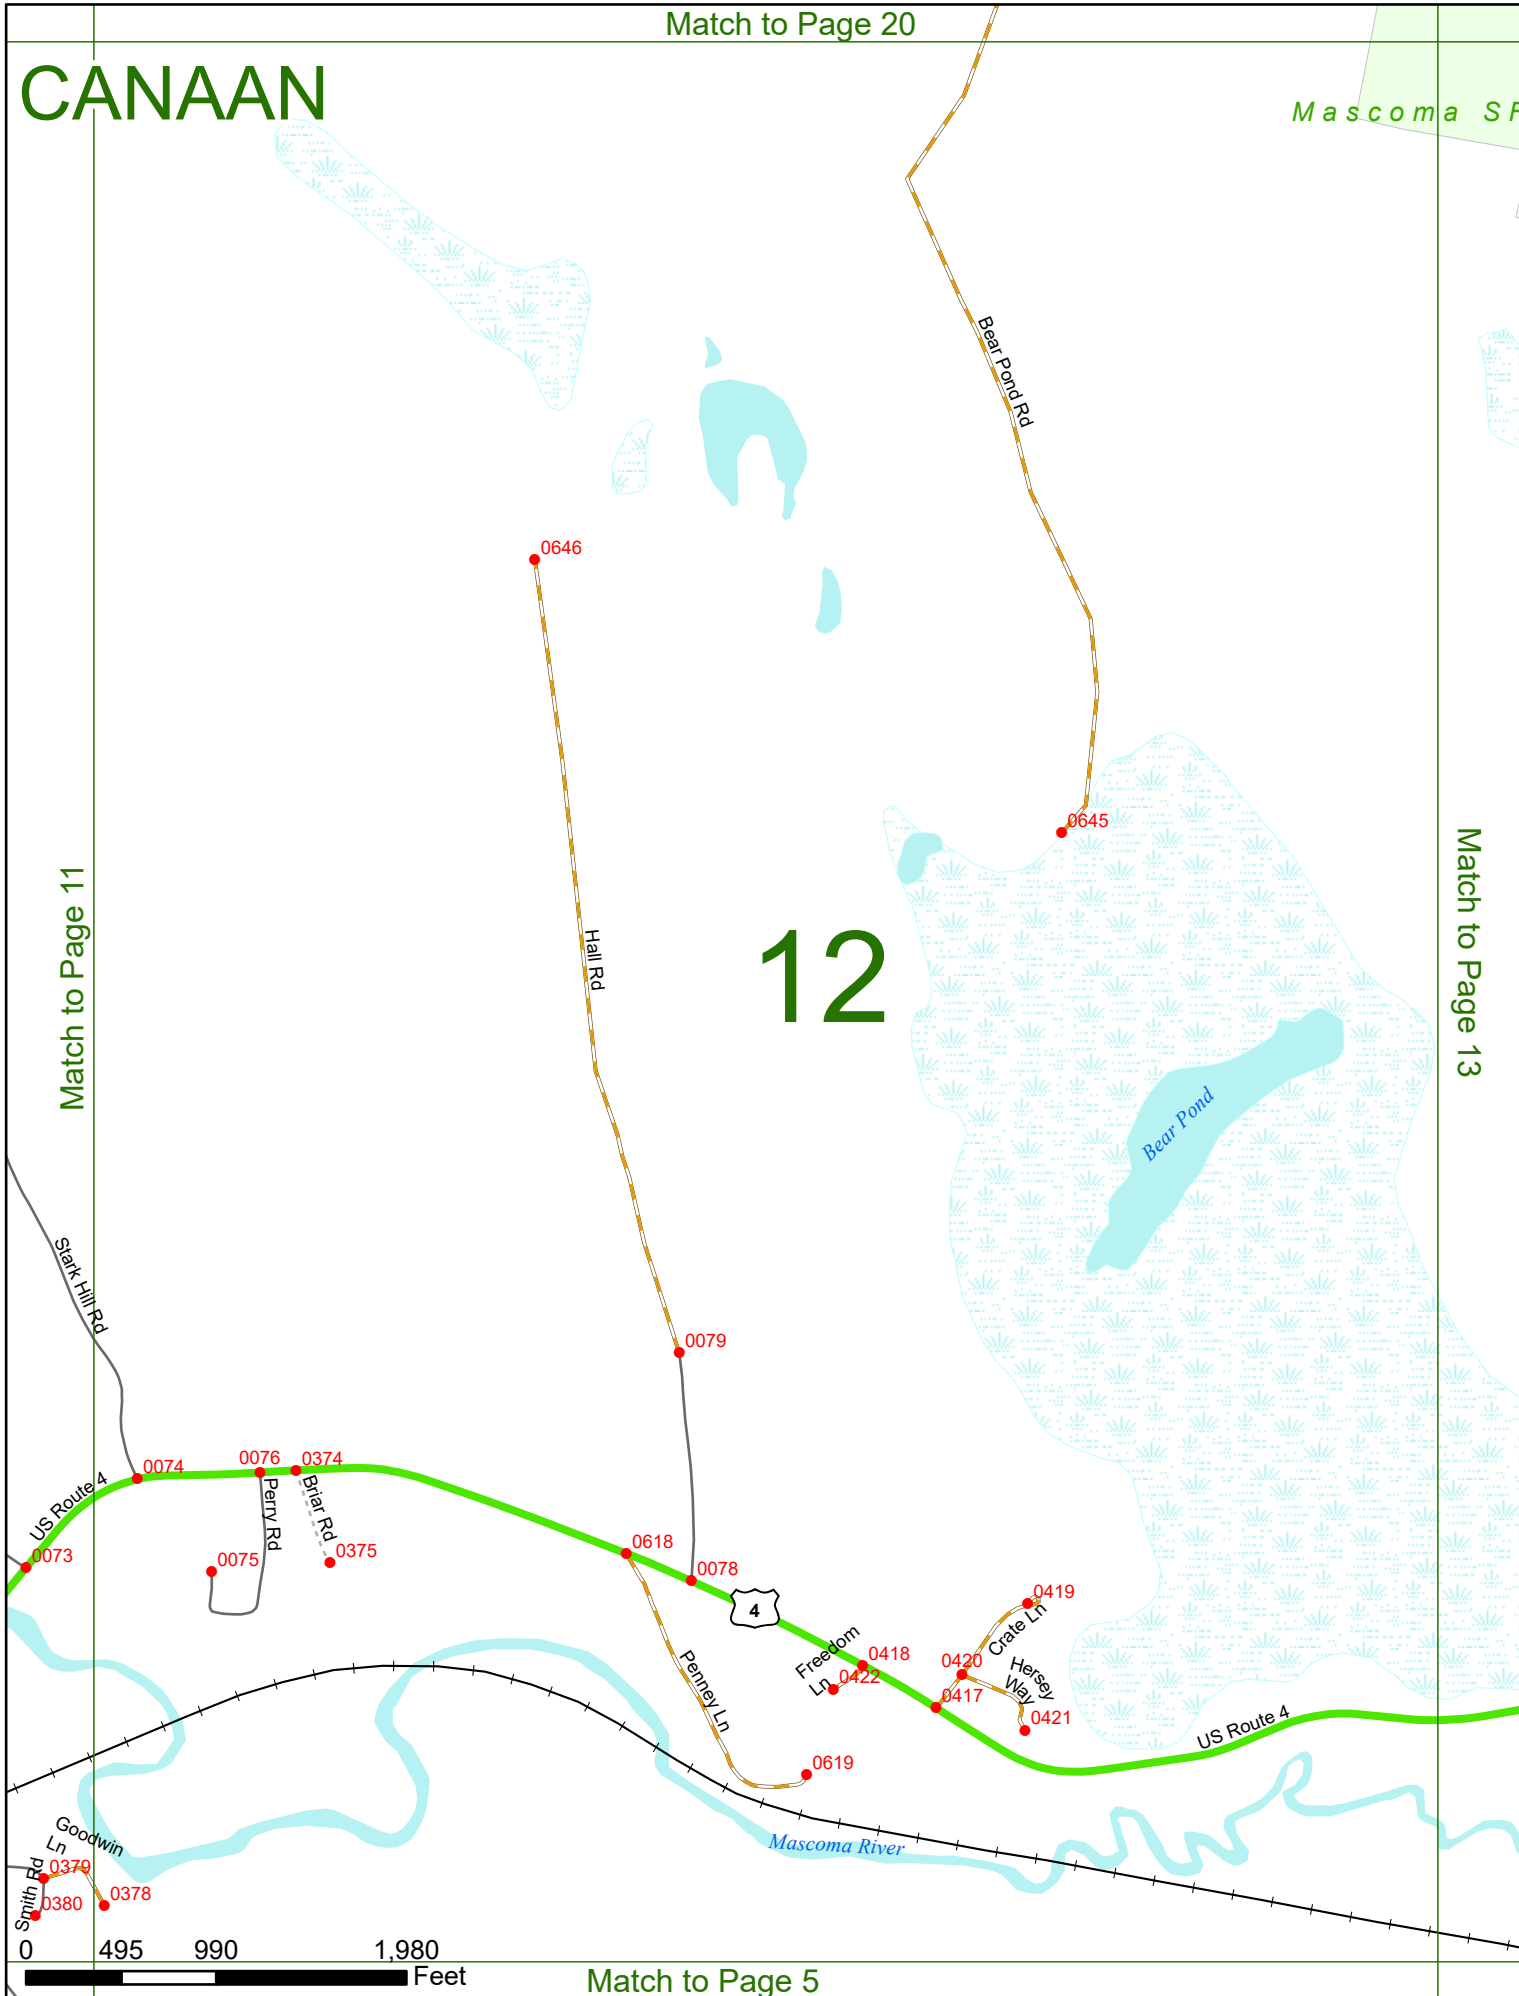 Match to Page 20
CANAAN
Mascoma SF
Bear Pond Rd
0646
0645
Match to Page 11
Hall Rd
12
Match to Page 13
Bear Pond
Stark Hill Rd
0079
US Route 4
0074
0076
0374
Perry Rd
Briar Rd
0073
0075
0375
0618
0078
4
0419
Crate Ln
Freedom
Ln
0418
0422
0420
Hersey
Way
0417
0421
US Route 4
Penney Ln
0619
Mascoma River
Goodwin
Ln
Smith Rd
0379
0380
0378
0 495 990 1,980
Feet
Match to Page 5